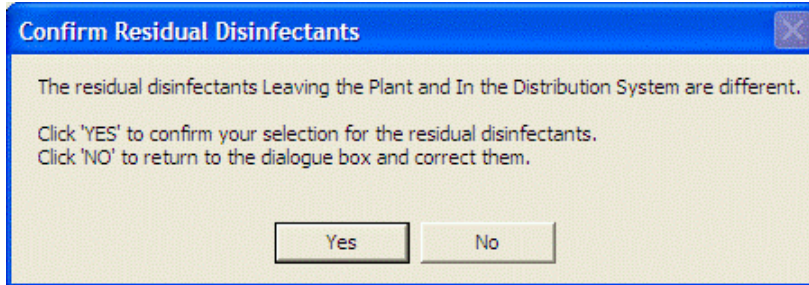 Confirm Residual Disinfectants
The residual disinfectants Leaving the Plant and In the Distribution System are different.
Click 'YES' to confirm your selection for the residual disinfectants.
Click 'NO' to return to the dialogue box and correct them.
Yes
No